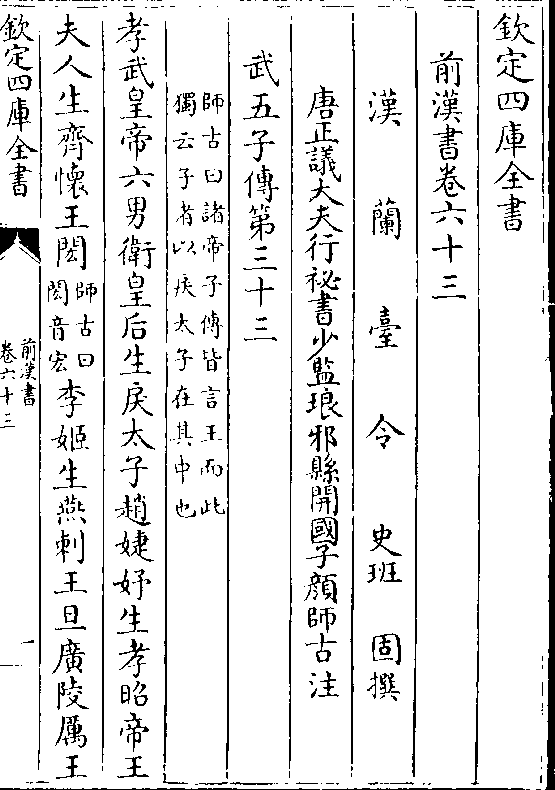 欽定四庫全書
前漢書卷六十三
漢蘭臺令史班固撰
唐正議大夫行祕書少監琅邪縣開國子顔師古注
武五子傳第三十三
師古曰諸帝子傳皆言王而此
獨云子者以戾太子在其中也
孝武皇帝六男衛皇后生戾太子趙婕妤生孝昭帝王
夫人生齊懷王閎師古曰閎音宏李姬生燕刺王旦廣陵厲王
欽定四庫全書
前漢書
卷六十三
一